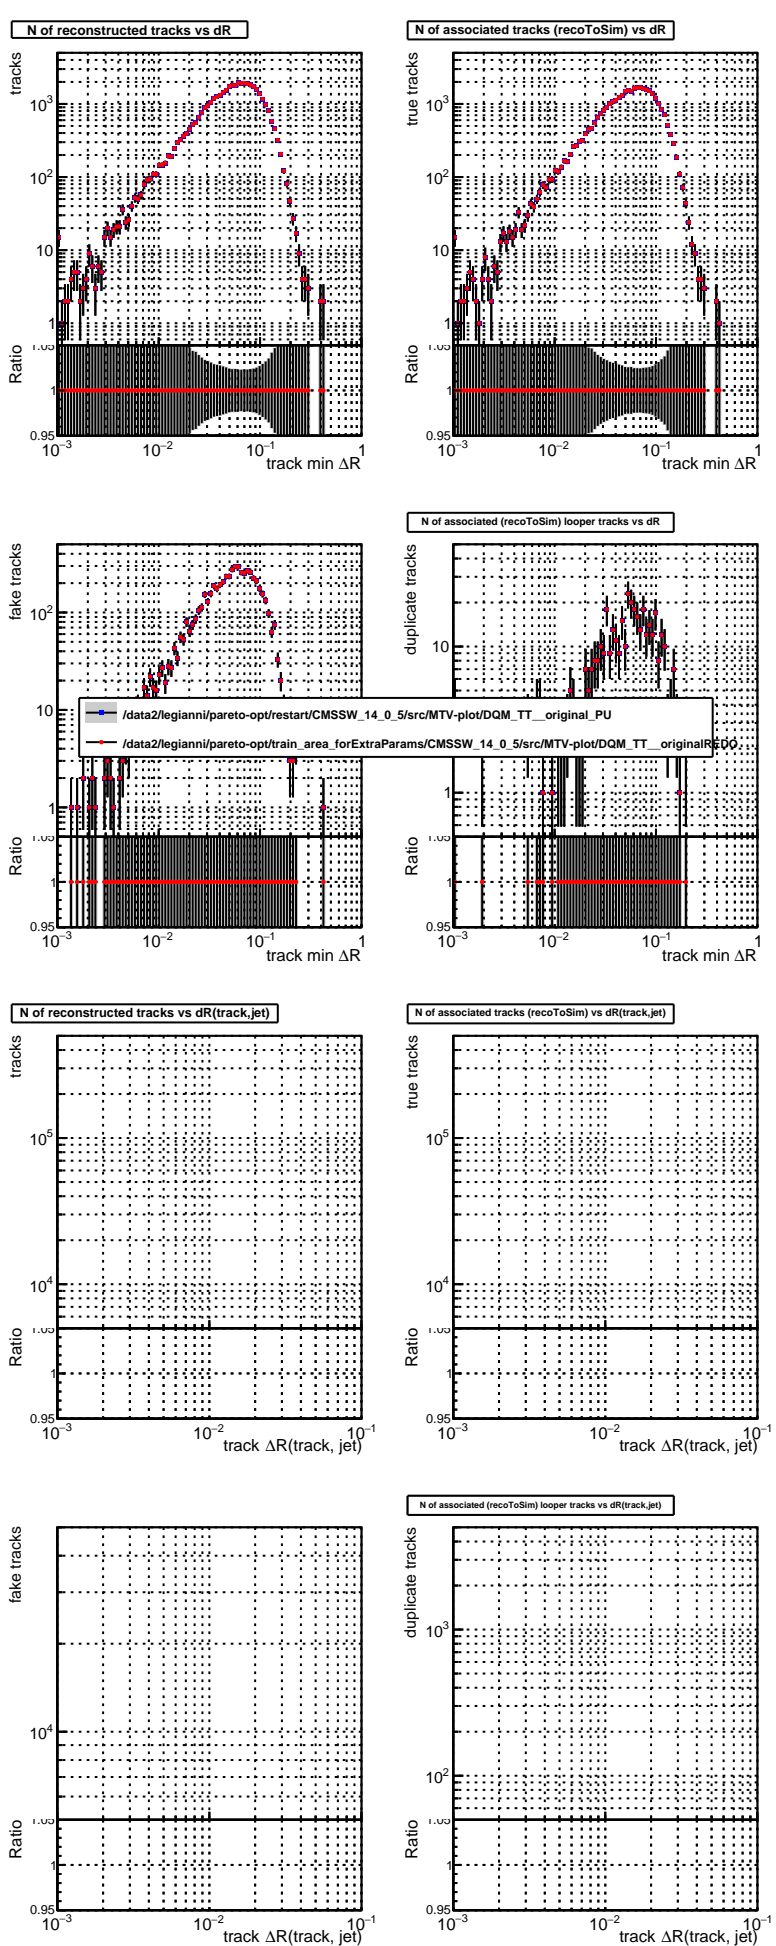 N of reconstructed tracks vs dR
tracks
10³
10²
10
1
Ratio
1.05
1
0.95
10⁻³
10⁻²
10⁻¹
1
track min ΔR
N of associated tracks (recoToSim) vs dR
true tracks
10³
10²
10
1
Ratio
1.05
1
0.95
10⁻³
10⁻²
10⁻¹
1
track min ΔR
fake tracks
10²
10
1
Ratio
1.05
1
0.95
10⁻³
10⁻²
10⁻¹
1
track min ΔR
N of associated (recoToSim) looper tracks vs dR
duplicate tracks
10
1
Ratio
1.05
1
0.95
10⁻³
10⁻²
10⁻¹
1
track min ΔR
/data2/legianni/pareto-opt/restart/CMSSW_14_0_5/src/MTV-plot/DQM_TT__original_PU
/data2/legianni/pareto-opt/train_area_forExtraParams/CMSSW_14_0_5/src/MTV-plot/DQM_TT__originalREDO
N of reconstructed tracks vs dR(track,jet)
tracks
10⁵
10⁴
Ratio
1.05
1
0.95
10⁻³
10⁻²
10⁻¹
track ΔR(track, jet)
N of associated tracks (recoToSim) vs dR(track,jet)
true tracks
10⁵
10⁴
Ratio
1.05
1
0.95
10⁻³
10⁻²
10⁻¹
track ΔR(track, jet)
fake tracks
10⁴
Ratio
1.05
1
0.95
10⁻³
10⁻²
10⁻¹
track ΔR(track, jet)
N of associated (recoToSim) looper tracks vs dR(track,jet)
duplicate tracks
10³
10²
Ratio
1.05
1
0.95
10⁻³
10⁻²
10⁻¹
track ΔR(track, jet)